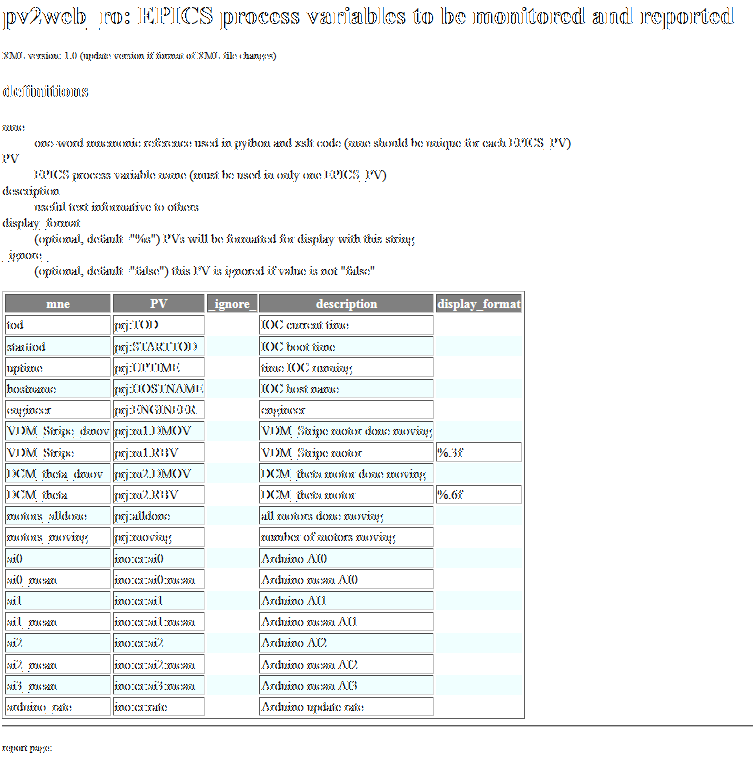 pv2web_ro: EPICS process variables to be monitored and reported
XML version: 1.0 (update version if format of XML file changes)
definitions
mne
one-word mnemonic reference used in python and xslt code (mne should be unique for each EPICS_PV)
PV
EPICS process variable name (must be used in only one EPICS_PV)
description
useful text informative to others
display_format
(optional, default="%s") PVs will be formatted for display with this string
_ignore_
(optional, default="false") this PV is ignored if value is not "false"
mne PV _ignore_ description display_format
tod prj:TOD IOC current time
starttod prj:STARTTOD IOC boot time
uptime prj:UPTIME time IOC running
hostname prj:HOSTNAME IOC host name
engineer prj:ENGINEER engineer
VDM_Stripe_dmov prj:m1.DMOV VDM_Stripe motor done moving
VDM_Stripe prj:m1.RBV VDM_Stripe motor %.3f
DCM_theta_dmov prj:m2.DMOV DCM_theta motor done moving
DCM_theta prj:m2.RBV DCM_theta motor %.6f
motors_alldone prj:alldone all motors done moving
motors_moving prj:moving number of motors moving
ai0 ino:cr:ai0 Arduino AI0
ai0_mean ino:cr:ai0:mean Arduino mean AI0
ai1 ino:cr:ai1 Arduino AI1
ai1_mean ino:cr:ai1:mean Arduino mean AI1
ai2 ino:cr:ai2 Arduino AI2
ai2_mean ino:cr:ai2:mean Arduino mean AI2
ai3_mean ino:cr:ai3:mean Arduino mean AI3
arduino_rate ino:cr:rate Arduino update rate
report page: